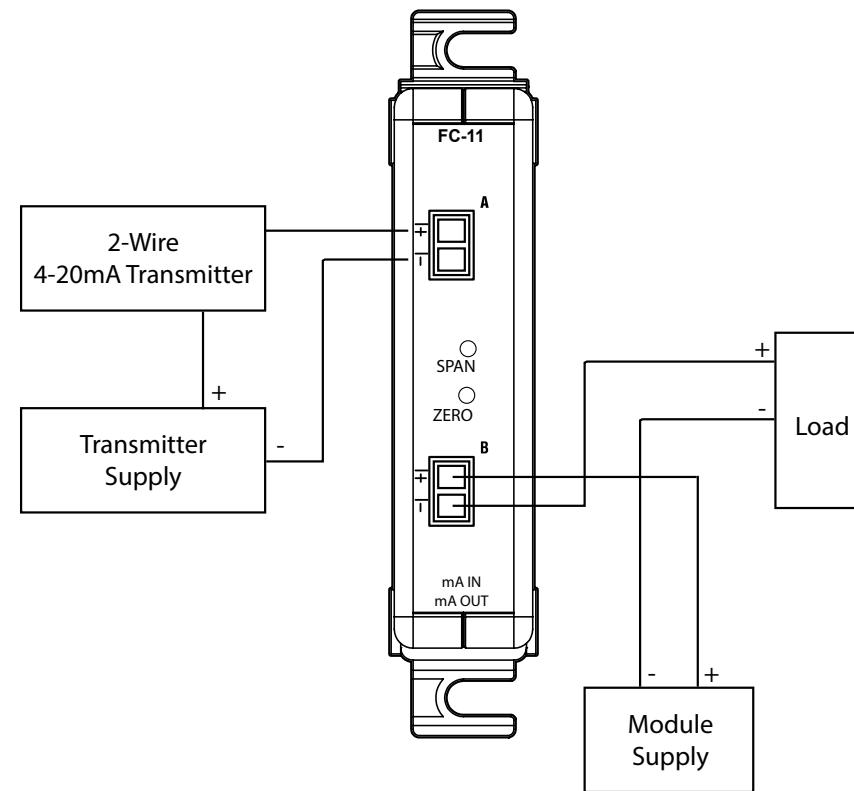 FC-11
A
+
-
2-Wire
4-20mA Transmitter
+
-
Transmitter
Supply
SPAN
ZERO
B
+
-
+
-
Load
mA IN
mA OUT
-
+
Module
Supply